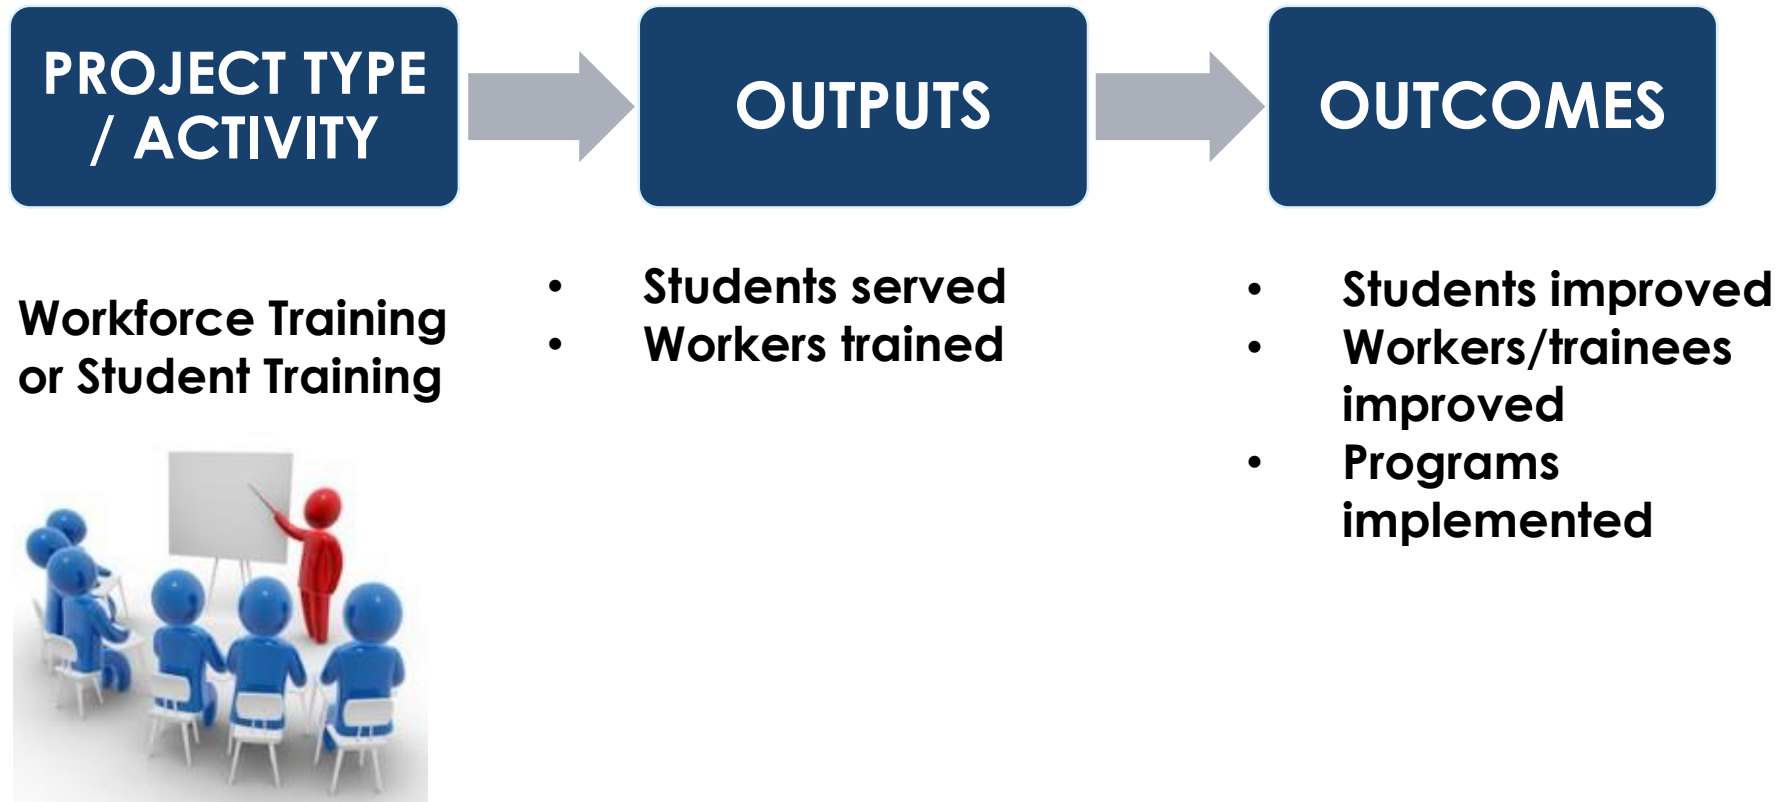 PROJECT TYPE
/ ACTIVITY
OUTPUTS
OUTCOMES
Workforce Training
or Student Training
• Students served
• Workers trained
• Students improved
• Workers/trainees
improved
• Programs
implemented